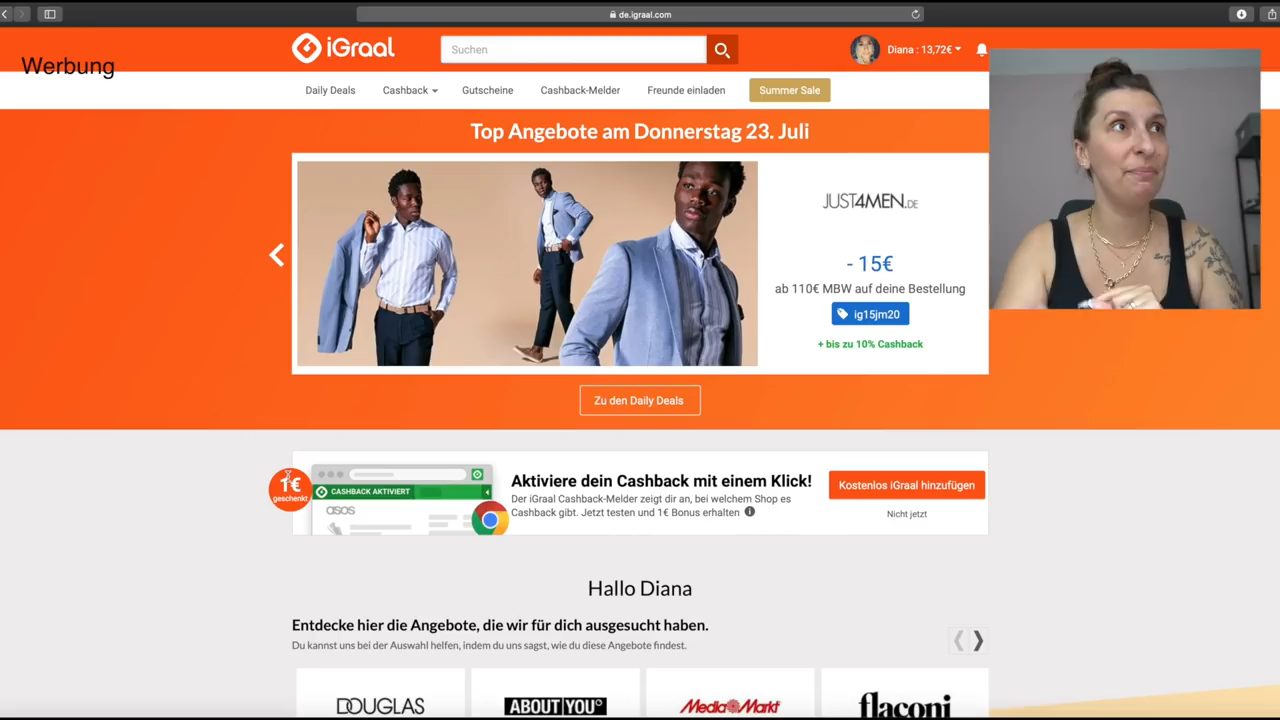 de.igraal.com
Werbung
iGraal
Suchen
Diana : 13,72€
Daily Deals
Cashback
Gutscheine
Cashback-Melder
Freunde einladen
Summer Sale
Top Angebote am Donnerstag 23. Juli
JUST4MEN.DE
- 15€
ab 110€ MBW auf deine Bestellung
ig15jm20
+ bis zu 10% Cashback
Zu den Daily Deals
1€
geschenkt
CASHBACK AKTIVIERT
asos
Aktiviere dein Cashback mit einem Klick!
Der iGraal Cashback-Melder zeigt dir an, bei welchem Shop es
Cashback gibt. Jetzt testen und 1€ Bonus erhalten
Kostenlos iGraal hinzufügen
Nicht jetzt
Hallo Diana
Entdecke hier die Angebote, die wir für dich ausgesucht haben.
Du kannst uns bei der Auswahl helfen, indem du uns sagst, wie du diese Angebote findest.
DOUGLAS
ABOUT YOU°
MediaMarkt
flaconi